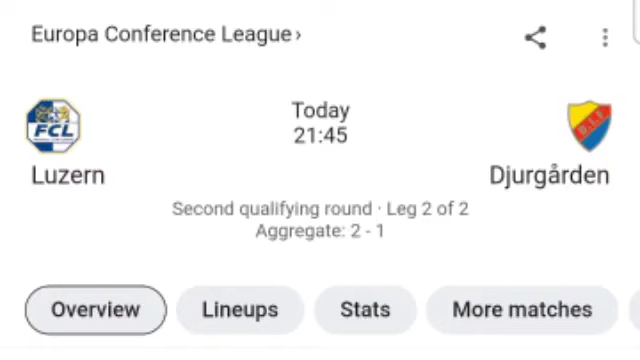 Europa Conference League ›
Today
21:45
FCL
D.I.F.
Luzern
Djurgården
Second qualifying round · Leg 2 of 2
Aggregate: 2 - 1
Overview
Lineups
Stats
More matches